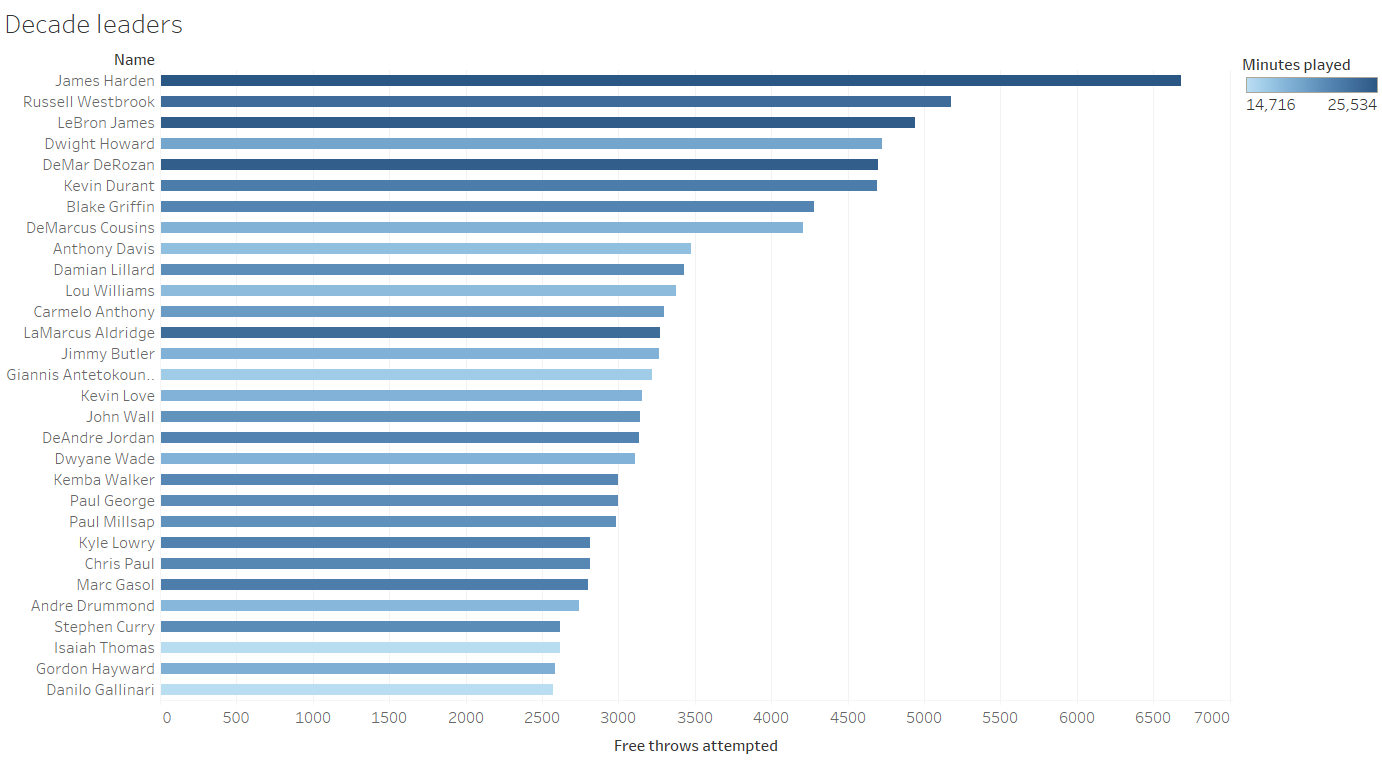 Decade leaders
Name
Minutes played
14,716 25,534
James Harden
Russell Westbrook
LeBron James
Dwight Howard
DeMar DeRozan
Kevin Durant
Blake Griffin
DeMarcus Cousins
Anthony Davis
Damian Lillard
Lou Williams
Carmelo Anthony
LaMarcus Aldridge
Jimmy Butler
Giannis Antetokoun..
Kevin Love
John Wall
DeAndre Jordan
Dwyane Wade
Kemba Walker
Paul George
Paul Millsap
Kyle Lowry
Chris Paul
Marc Gasol
Andre Drummond
Stephen Curry
Isaiah Thomas
Gordon Hayward
Danilo Gallinari
0 500 1000 1500 2000 2500 3000 3500 4000 4500 5000 5500 6000 6500 7000
Free throws attempted